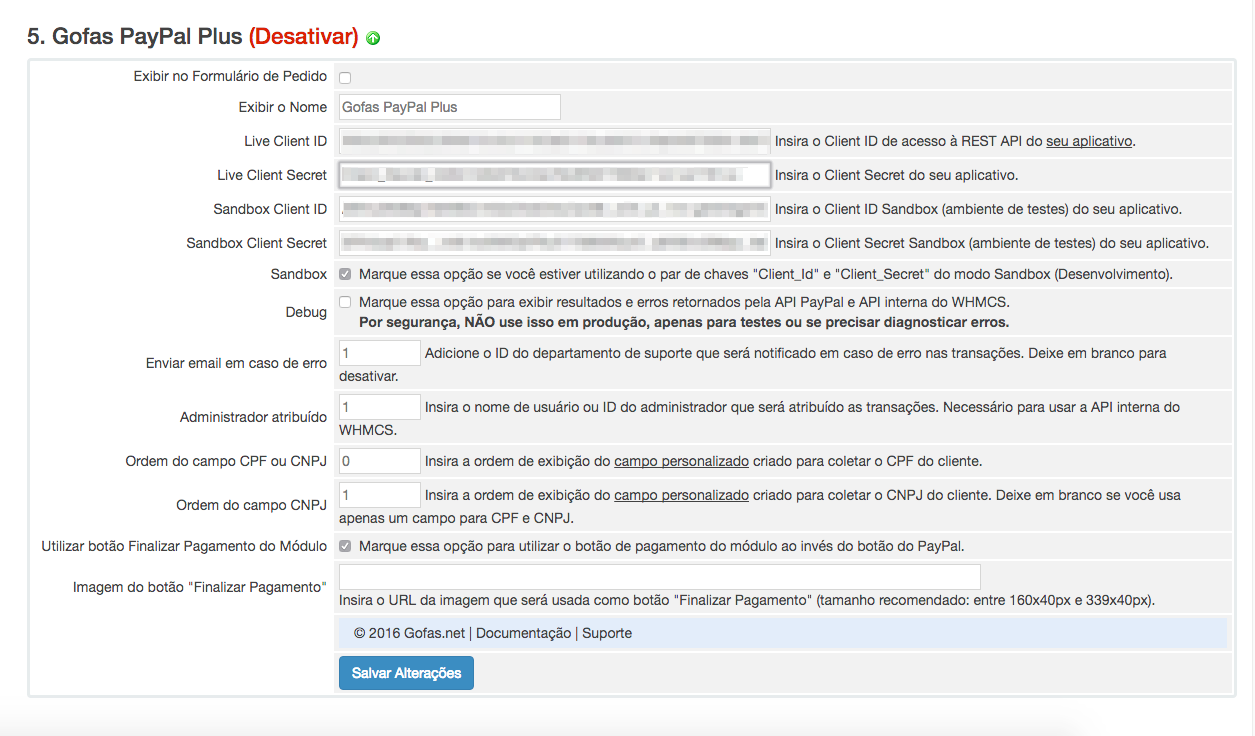 5. Gofas PayPal Plus (Desativar)
Exibir no Formulário de Pedido
Exibir o Nome Gofas PayPal Plus
Live Client ID Insira o Client ID de acesso à REST API do seu aplicativo.
Live Client Secret Insira o Client Secret do seu aplicativo.
Sandbox Client ID Insira o Client ID Sandbox (ambiente de testes) do seu aplicativo.
Sandbox Client Secret Insira o Client Secret Sandbox (ambiente de testes) do seu aplicativo.
Sandbox Marque essa opção se você estiver utilizando o par de chaves "Client_Id" e "Client_Secret" do modo Sandbox (Desenvolvimento).
Debug Marque essa opção para exibir resultados e erros retornados pela API PayPal e API interna do WHMCS.
Por segurança, NÃO use isso em produção, apenas para testes ou se precisar diagnosticar erros.
Enviar email em caso de erro 1 Adicione o ID do departamento de suporte que será notificado em caso de erro nas transações. Deixe em branco para
desativar.
Administrador atribuído 1 Insira o nome de usuário ou ID do administrador que será atribuído as transações. Necessário para usar a API interna do
WHMCS.
Ordem do campo CPF ou CNPJ 0 Insira a ordem de exibição do campo personalizado criado para coletar o CPF do cliente.
Ordem do campo CNPJ 1 Insira a ordem de exibição do campo personalizado criado para coletar o CNPJ do cliente. Deixe em branco se você usa
apenas um campo para CPF e CNPJ.
Utilizar botão Finalizar Pagamento do Módulo Marque essa opção para utilizar o botão de pagamento do módulo ao invés do botão do PayPal.
Imagem do botão "Finalizar Pagamento"
Insira o URL da imagem que será usada como botão "Finalizar Pagamento" (tamanho recomendado: entre 160x40px e 339x40px).
© 2016 Gofas.net | Documentação | Suporte
Salvar Alterações